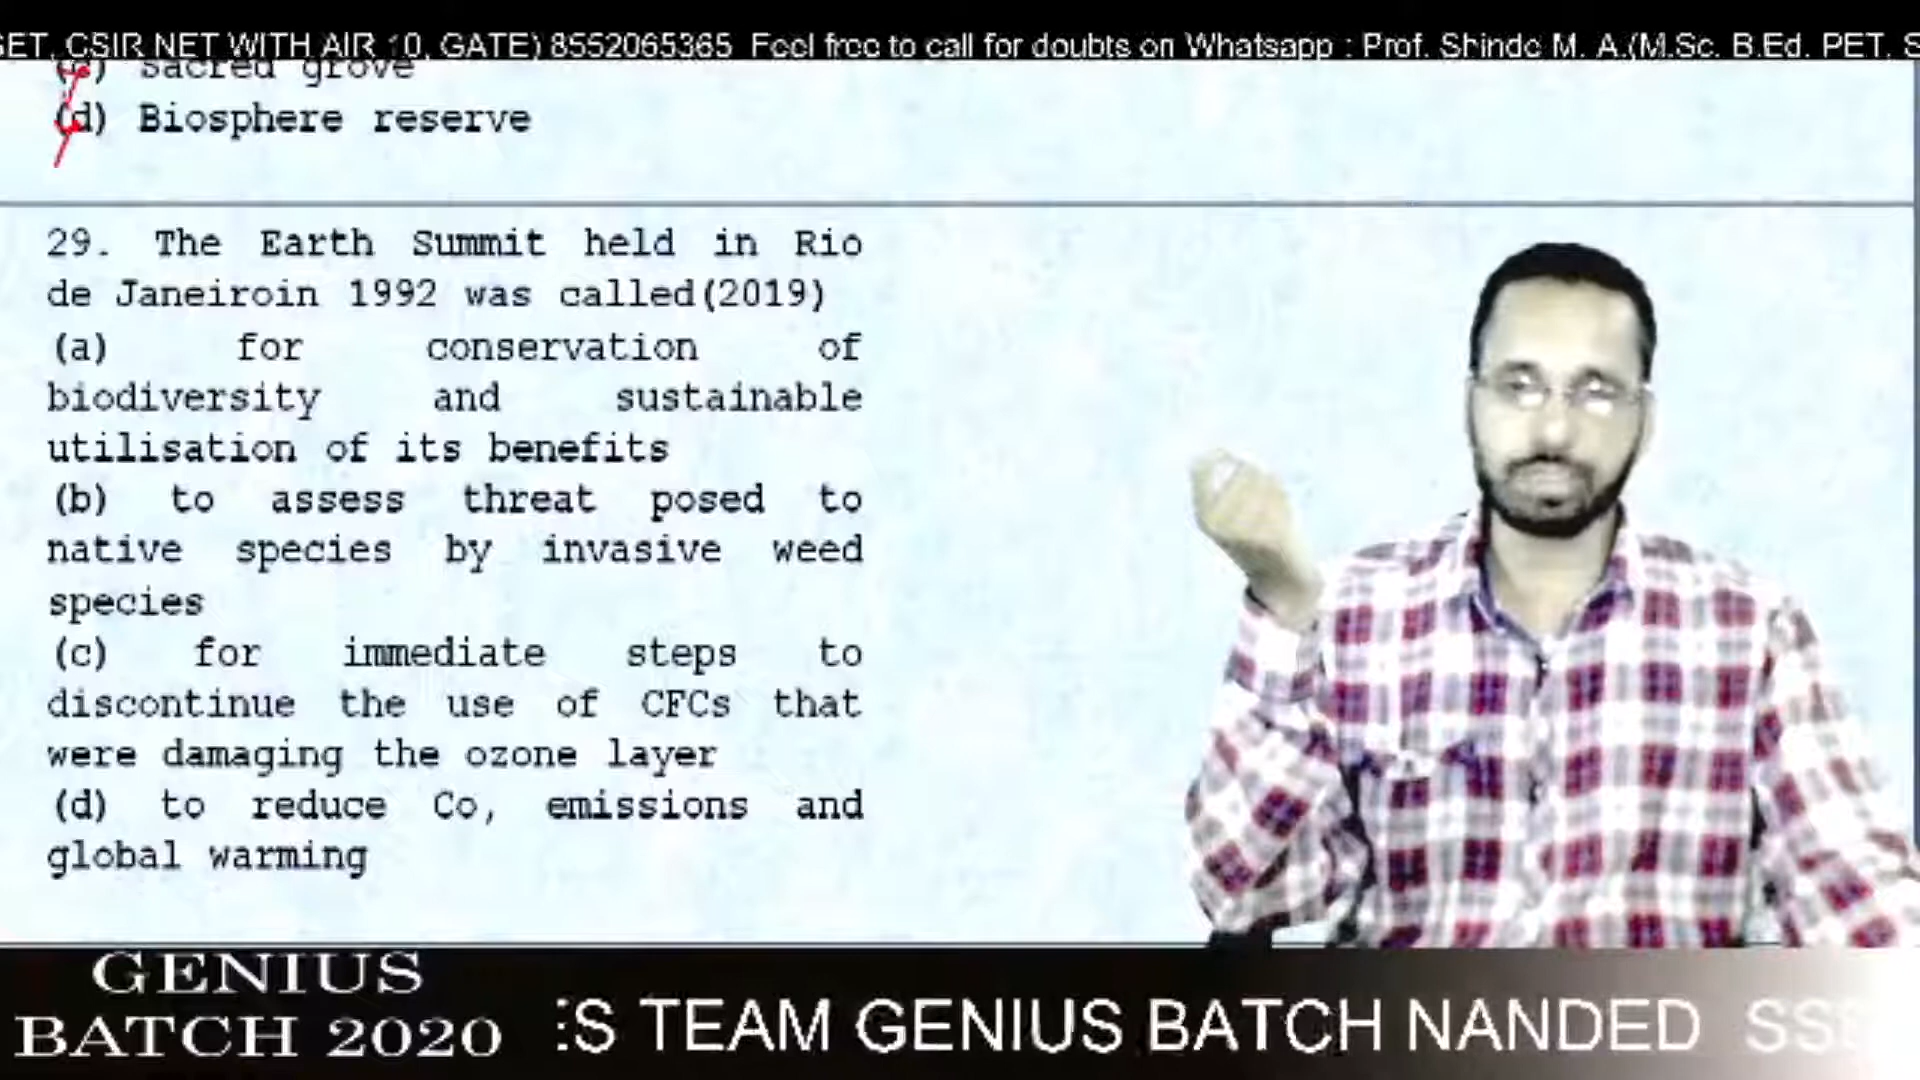 SET, CSIR NET WITH AIR 10, GATE) 8552065365 Feel free to call for doubts on Whatsapp : Prof. Shinde M. A.(M.Sc. B.Ed. PET. S
(c) Sacred grove
(d) Biosphere reserve
29. The Earth Summit held in Rio
de Janeiroin 1992 was called(2019)
(a) for conservation of
biodiversity and sustainable
utilisation of its benefits
(b) to assess threat posed to
native species by invasive weed
species
(c) for immediate steps to
discontinue the use of CFCs that
were damaging the ozone layer
(d) to reduce Co, emissions and
global warming
GENIUS
BATCH 2020
ES TEAM GENIUS BATCH NANDED SSE